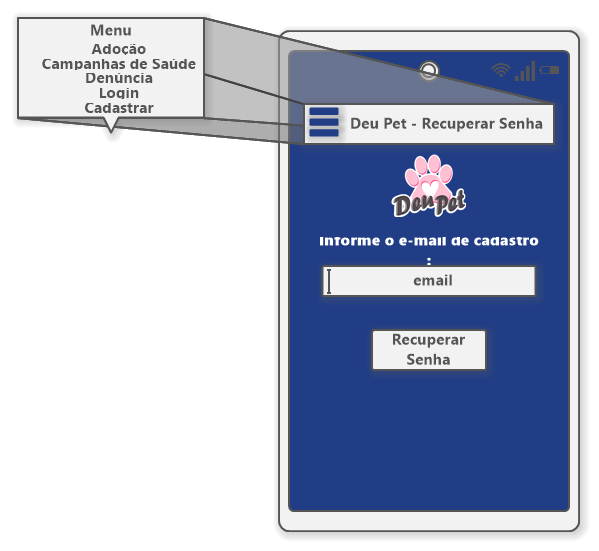 Menu
Adoção
Campanhas de Saúde
Denúncia
Login
Cadastrar
Deu Pet - Recuperar Senha
Deu Pet
Informe o e-mail de cadastro
:
email
Recuperar
Senha